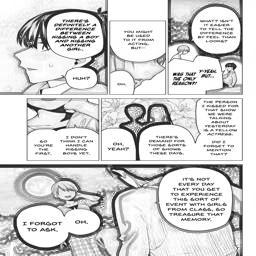 WHAT? ISN'T
IT EASIER
TO TELL THE
DIFFERENCE
BY FEEL THAN
LOOKS?
YOU MIGHT
BE USED
TO IT FROM
ACTING,
BUT...
THERE'S
DEFINITELY A
DIFFERENCE
BETWEEN
KISSING A BOY
AND KISSING
ANOTHER
GIRL.
HUH?
Y-YEAH,
BUT...
WAS THAT
THE ONLY
REASON?!
THE PERSON
I KISSED FOR
THAT SHOW
WE WERE
TALKING
ABOUT
YESTERDAY
IS A FELLOW
ACTRESS.
DID I
FORGET TO
MENTION
THAT?
THERE'S
DEMAND FOR
THOSE SORTS
OF SHOWS
THESE DAYS.
OH,
YEAH?
I DON'T
THINK I CAN
HANDLE
KISSING
BOYS YET.
SO
YOU'RE
THE
FIRST.
IT'S NOT
EVERY DAY
THAT YOU GET
TO EXPERIENCE
THIS SORT OF
EVENT WITH GIRLS
FROM CLASS, SO
TREASURE THAT
MEMORY.
OH,
I FORGOT
TO ASK,